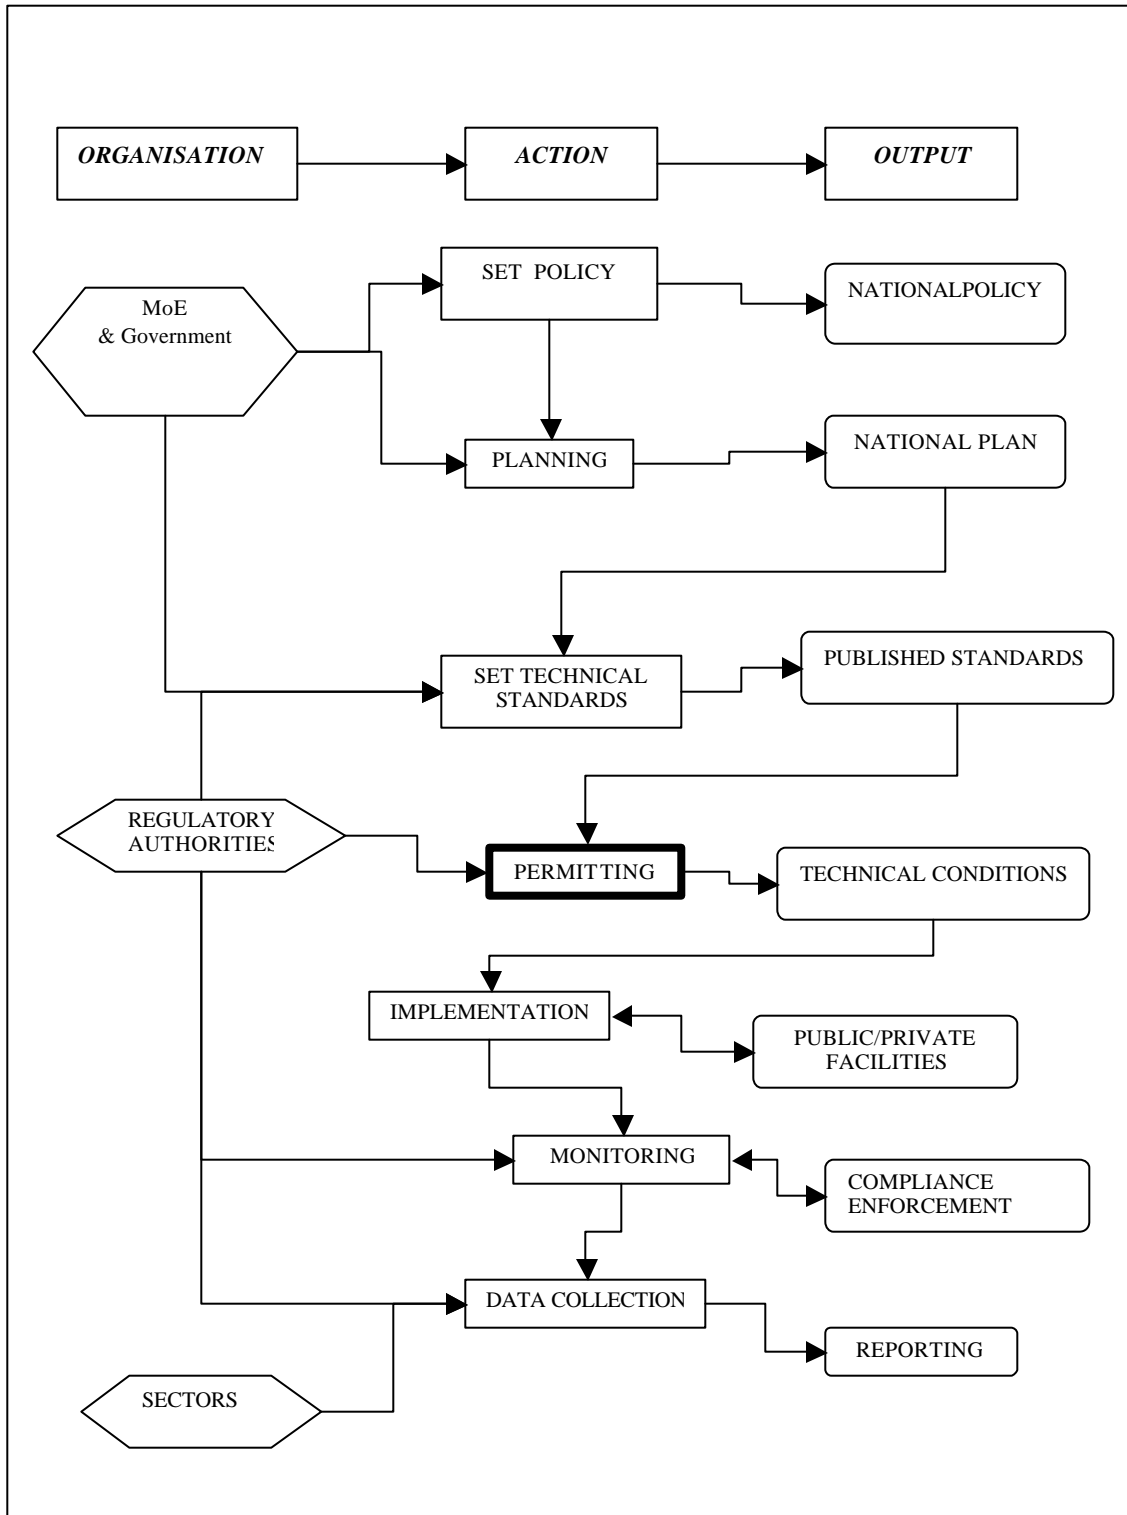 ORGANISATION
ACTION
OUTPUT
SET POLICY
NATIONALPOLICY
MoE
& Government
PLANNING
NATIONAL PLAN
SET TECHNICAL
STANDARDS
PUBLISHED STANDARDS
REGULATORY
AUTHORITIES
PERMITTING
TECHNICAL CONDITIONS
IMPLEMENTATION
PUBLIC/PRIVATE
FACILITIES
MONITORING
COMPLIANCE
ENFORCEMENT
DATA COLLECTION
REPORTING
SECTORS